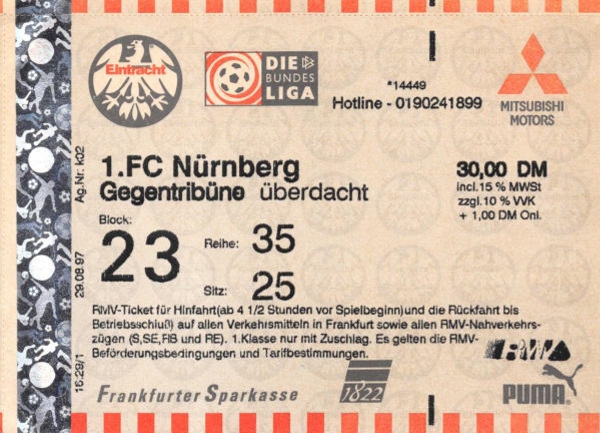 Eintracht
DIE
BUNDES
LIGA
*14449
Hotline - 0190241899
MITSUBISHI
MOTORS
Ag.Nr. k02
29.08.97
16:29/1
1.FC Nürnberg
Gegentribüne überdacht
30,00 DM
incl.15 % MWSt
zzgl.10 % VVK
+ 1,00 DM Onl.
Block:
23
Reihe: 35
Sitz: 25
RMV-Ticket für Hinfahrt(ab 4 1/2 Stunden vor Spielbeginn)und die Rückfahrt bis
Betriebsschluß) auf allen Verkehrsmitteln in Frankfurt sowie allen RMV-Nahverkehrs-
zügen (S,SE,RB und RE). 1.Klasse nur mit Zuschlag. Es gelten die RMV-
Beförderungsbedingungen und Tarifbestimmungen.
RMV
Frankfurter Sparkasse
1822
PUMA